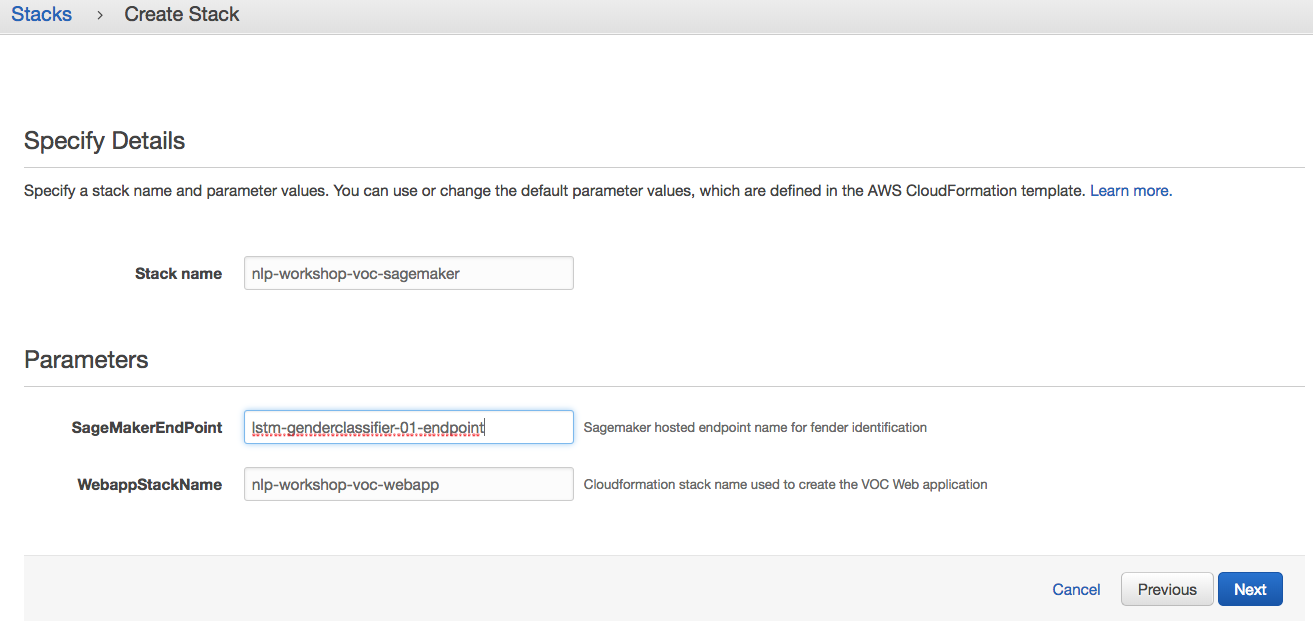 Stacks > Create Stack
Specify Details
Specify a stack name and parameter values. You can use or change the default parameter values, which are defined in the AWS CloudFormation template. Learn more.
Stack name nlp-workshop-voc-sagemaker
Parameters
SageMakerEndPoint lstm-genderclassifier-01-endpoint Sagemaker hosted endpoint name for fender identification
WebappStackName nlp-workshop-voc-webapp Cloudformation stack name used to create the VOC Web application
Cancel Previous Next